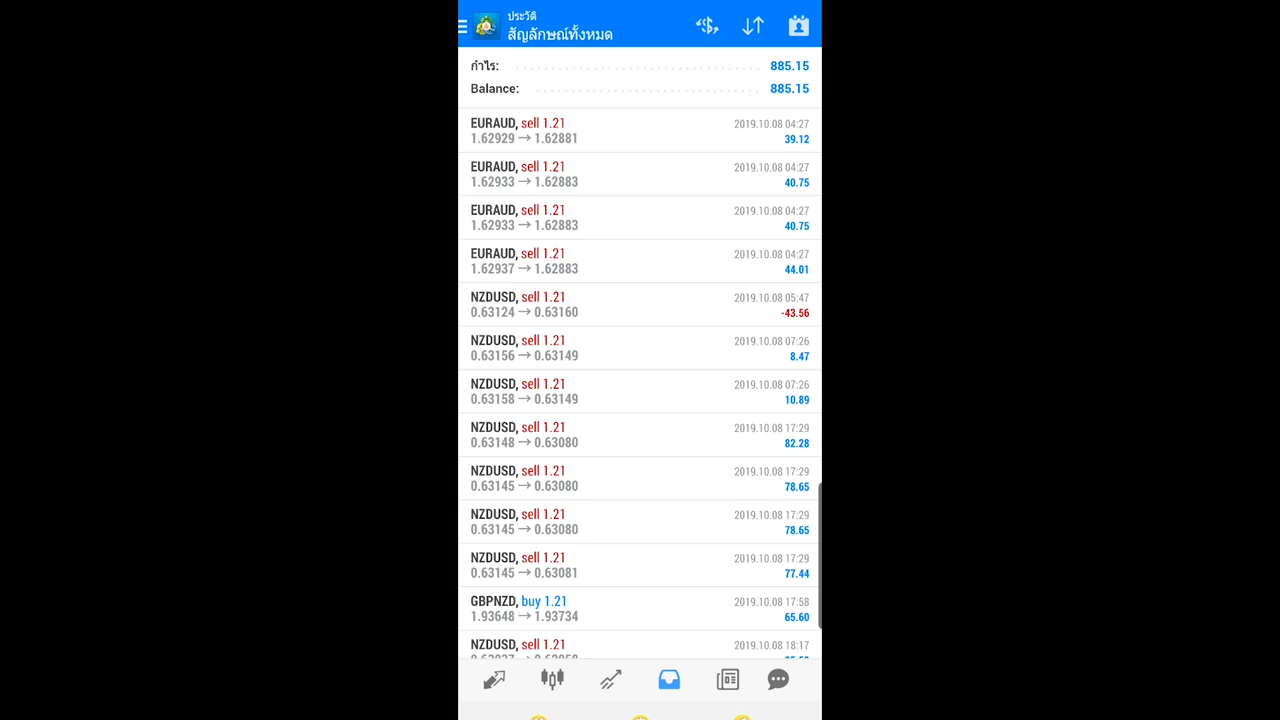 ประวัติ
สัญลักษณ์ทั้งหมด
กำไร: 885.15
Balance: 885.15
EURAUD, sell 1.21 2019.10.08 04:27
1.62929 → 1.62881 39.12
EURAUD, sell 1.21 2019.10.08 04:27
1.62933 → 1.62883 40.75
EURAUD, sell 1.21 2019.10.08 04:27
1.62933 → 1.62883 40.75
EURAUD, sell 1.21 2019.10.08 04:27
1.62937 → 1.62883 44.01
NZDUSD, sell 1.21 2019.10.08 05:47
0.63124 → 0.63160 -43.56
NZDUSD, sell 1.21 2019.10.08 07:26
0.63156 → 0.63149 8.47
NZDUSD, sell 1.21 2019.10.08 07:26
0.63158 → 0.63149 10.89
NZDUSD, sell 1.21 2019.10.08 17:29
0.63148 → 0.63080 82.28
NZDUSD, sell 1.21 2019.10.08 17:29
0.63145 → 0.63080 78.65
NZDUSD, sell 1.21 2019.10.08 17:29
0.63145 → 0.63080 78.65
NZDUSD, sell 1.21 2019.10.08 17:29
0.63145 → 0.63081 77.44
GBPNZD, buy 1.21 2019.10.08 17:58
1.93648 → 1.93734 65.60
NZDUSD, sell 1.21 2019.10.08 18:17